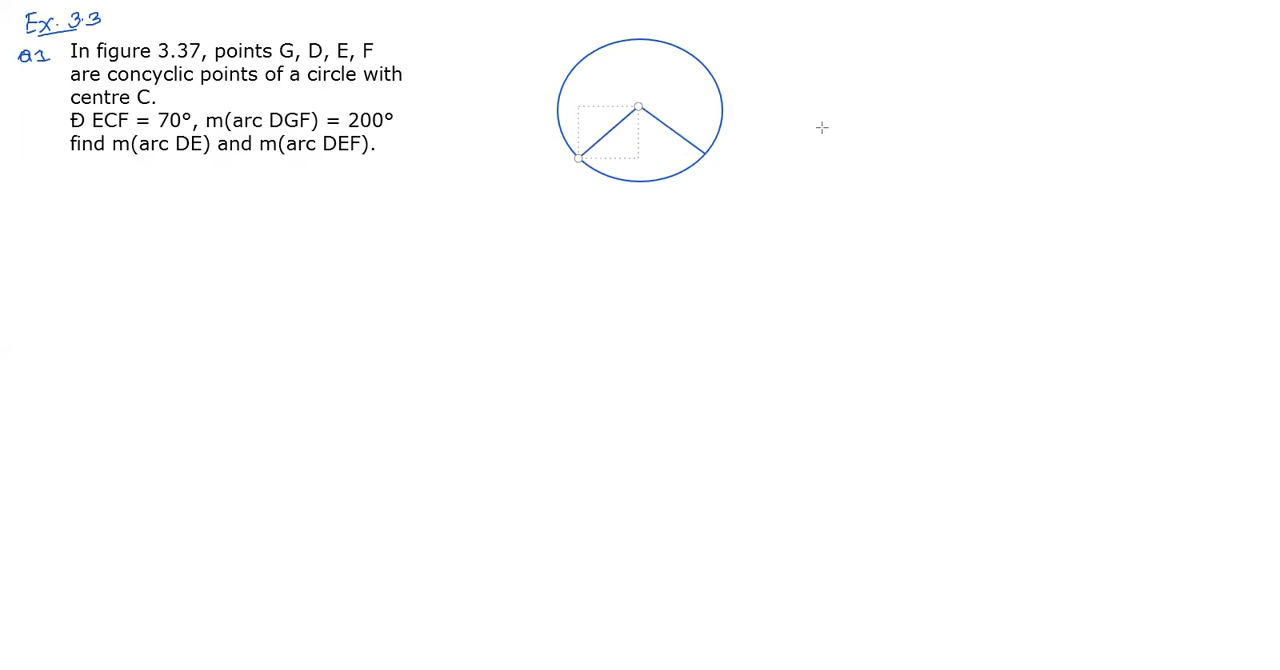 Ex. 3.3
Q1 In figure 3.37, points G, D, E, F
are concyclic points of a circle with
centre C.
Ð ECF = 70°, m(arc DGF) = 200°
find m(arc DE) and m(arc DEF).